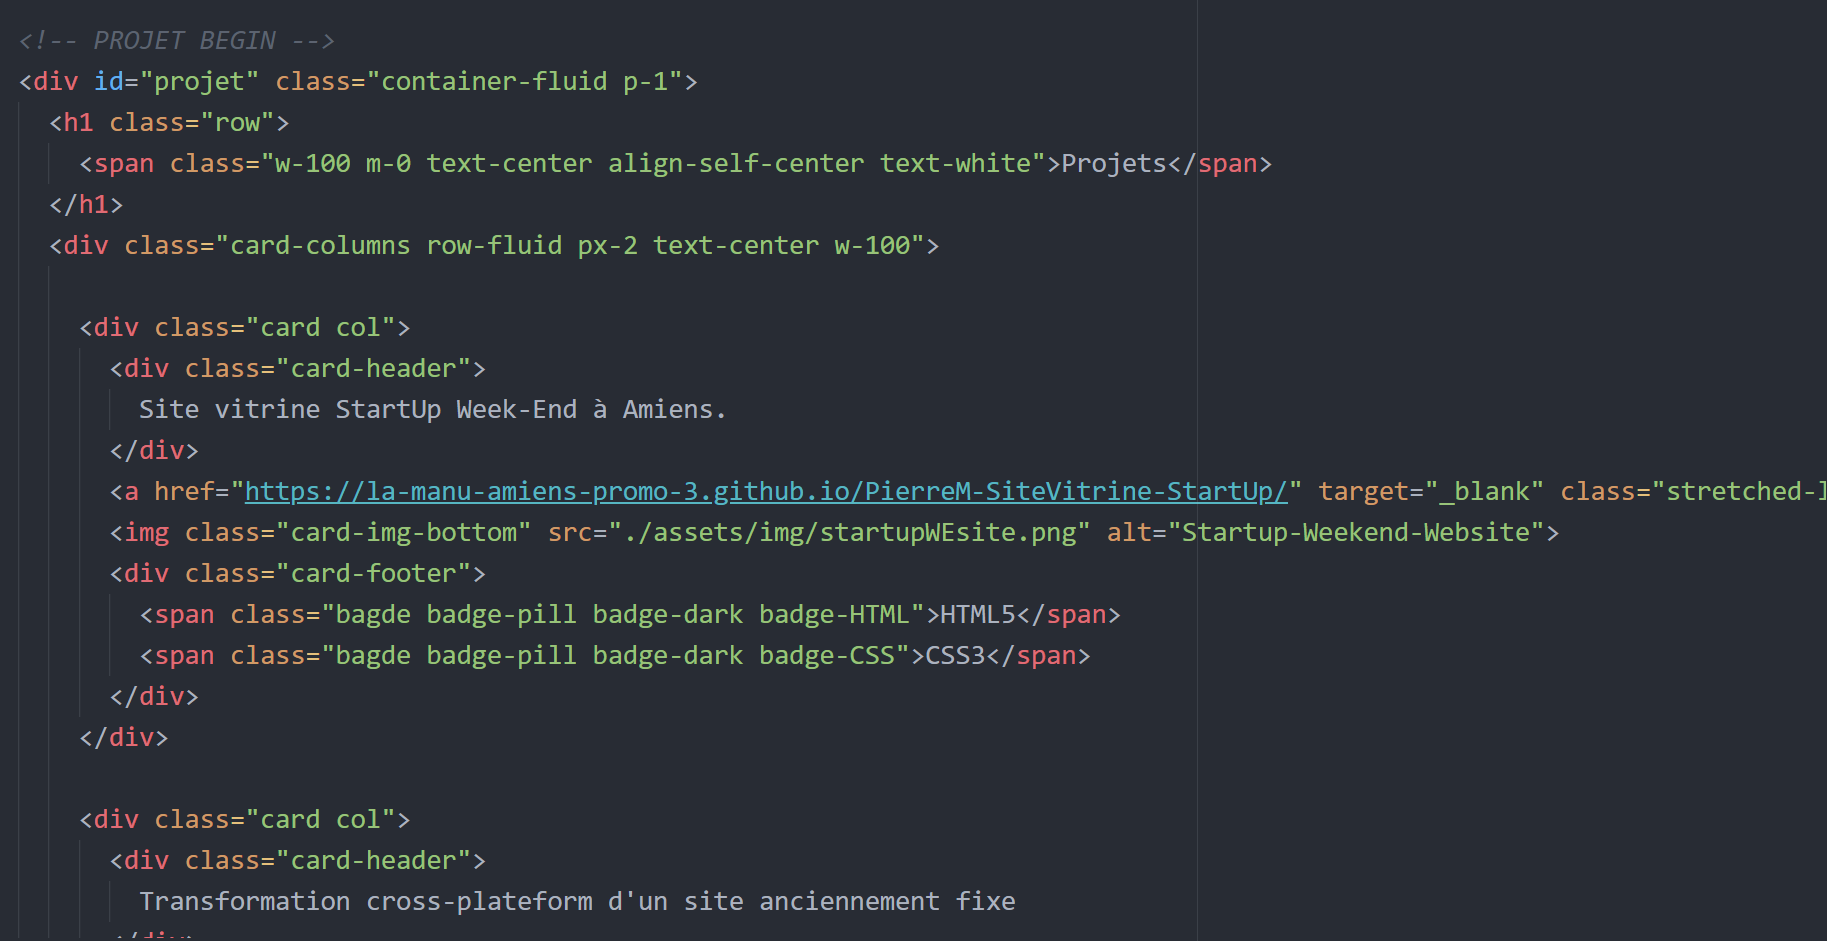 <!-- PROJET BEGIN -->
<div id="projet" class="container-fluid p-1">
<h1 class="row">
<span class="w-100 m-0 text-center align-self-center text-white">Projets</span>
</h1>
<div class="card-columns row-fluid px-2 text-center w-100">
<div class="card col">
<div class="card-header">
Site vitrine StartUp Week-End à Amiens.
</div>
<a href="https://la-manu-amiens-promo-3.github.io/PierreM-SiteVitrine-StartUp/" target="_blank" class="stretched-l
<img class="card-img-bottom" src="./assets/img/startupWEsite.png" alt="Startup-Weekend-Website">
<div class="card-footer">
<span class="bagde badge-pill badge-dark badge-HTML">HTML5</span>
<span class="bagde badge-pill badge-dark badge-CSS">CSS3</span>
</div>
</div>
<div class="card col">
<div class="card-header">
Transformation cross-plateform d'un site anciennement fixe
</div>